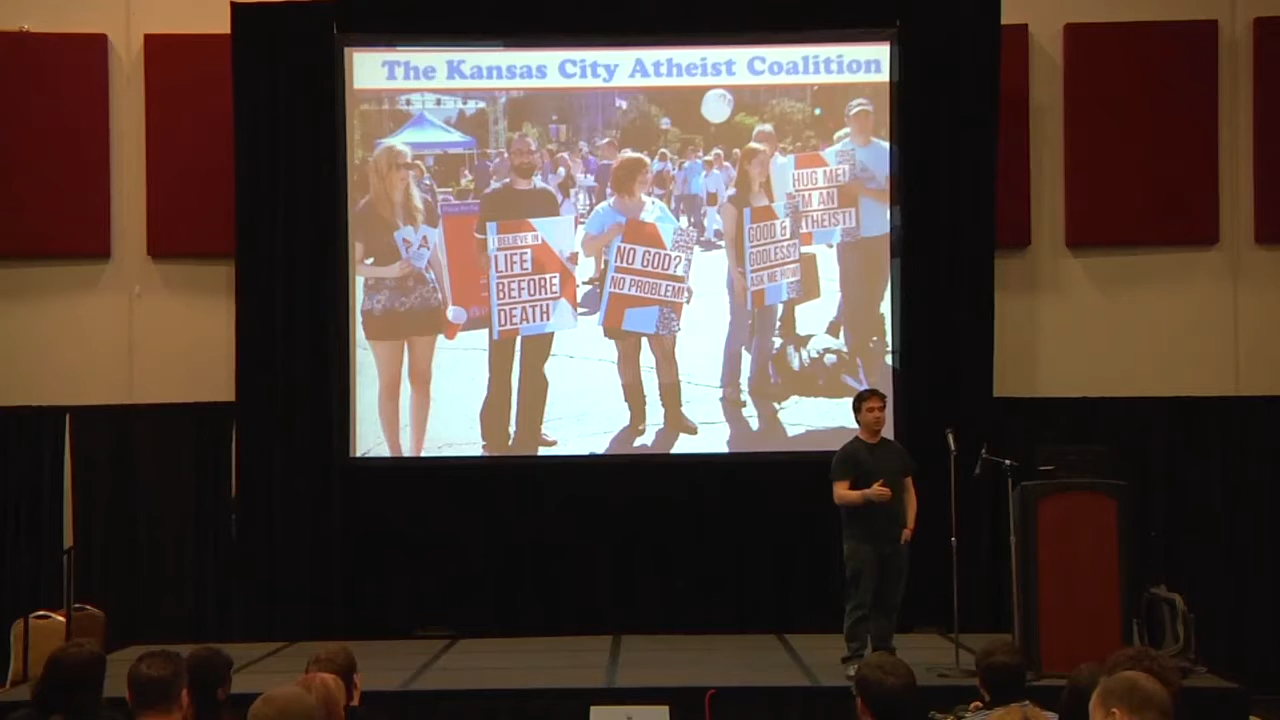 The Kansas City Atheist Coalition
I BELIEVE IN
LIFE
BEFORE
DEATH
NO GOD?
NO PROBLEM!
GOOD &
GODLESS?
ASK ME HOW!
HUG ME!
I'M AN
ATHEIST!